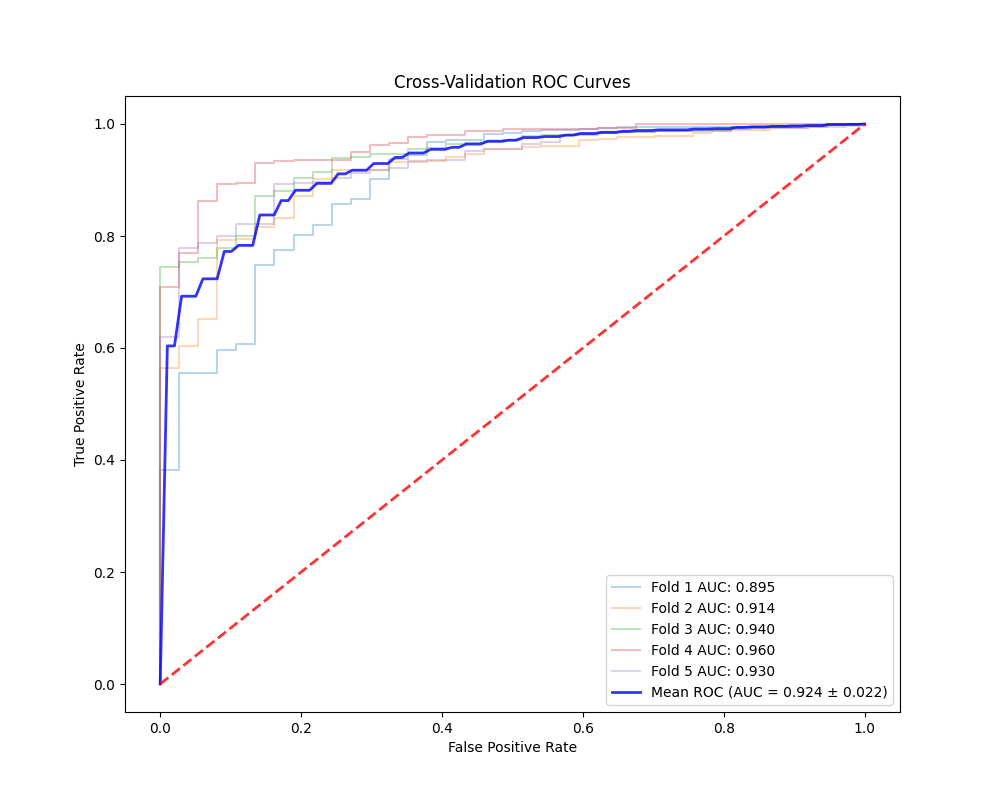 Cross-Validation ROC Curves
1.0
0.8
0.6
0.4
0.2
0.0
True Positive Rate
0.0 0.2 0.4 0.6 0.8 1.0
False Positive Rate
Fold 1 AUC: 0.895
Fold 2 AUC: 0.914
Fold 3 AUC: 0.940
Fold 4 AUC: 0.960
Fold 5 AUC: 0.930
Mean ROC (AUC = 0.924 ± 0.022)